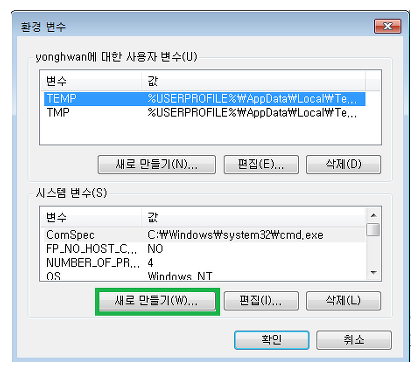 환경 변수
yonghwan에 대한 사용자 변수(U)
변수 값
TEMP %USERPROFILE%₩AppData₩Local₩Te...
TMP %USERPROFILE%₩AppData₩Local₩Te...
새로 만들기(N)... 편집(E)... 삭제(D)
시스템 변수(S)
변수 값
ComSpec C:₩Windows₩system32₩cmd.exe
FP_NO_HOST_C... NO
NUMBER_OF_PR... 4
OS Windows_NT
새로 만들기(W)... 편집(I)... 삭제(L)
확인 취소